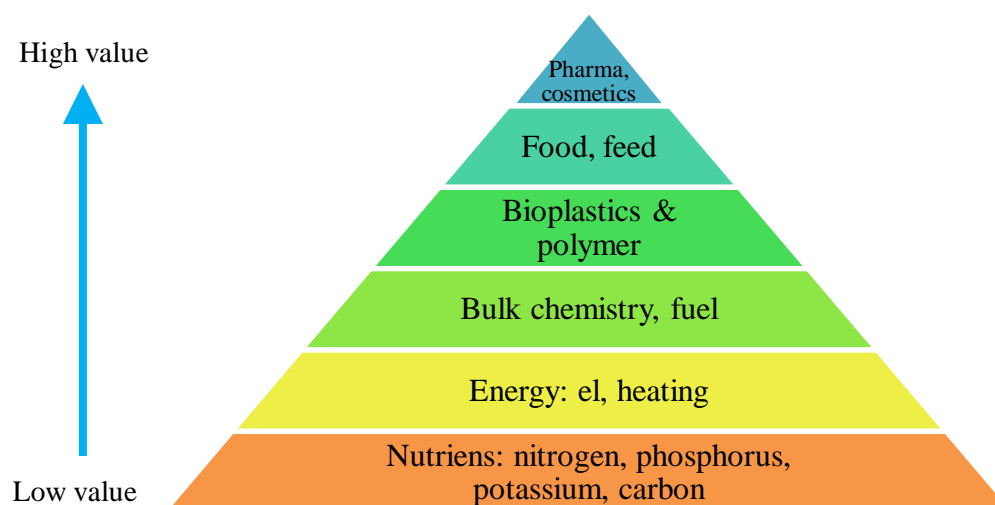 High value
Pharma,
cosmetics
Food, feed
Bioplastics &
polymer
Bulk chemistry, fuel
Energy: el, heating
Nutriens: nitrogen, phosphorus,
potassium, carbon
Low value